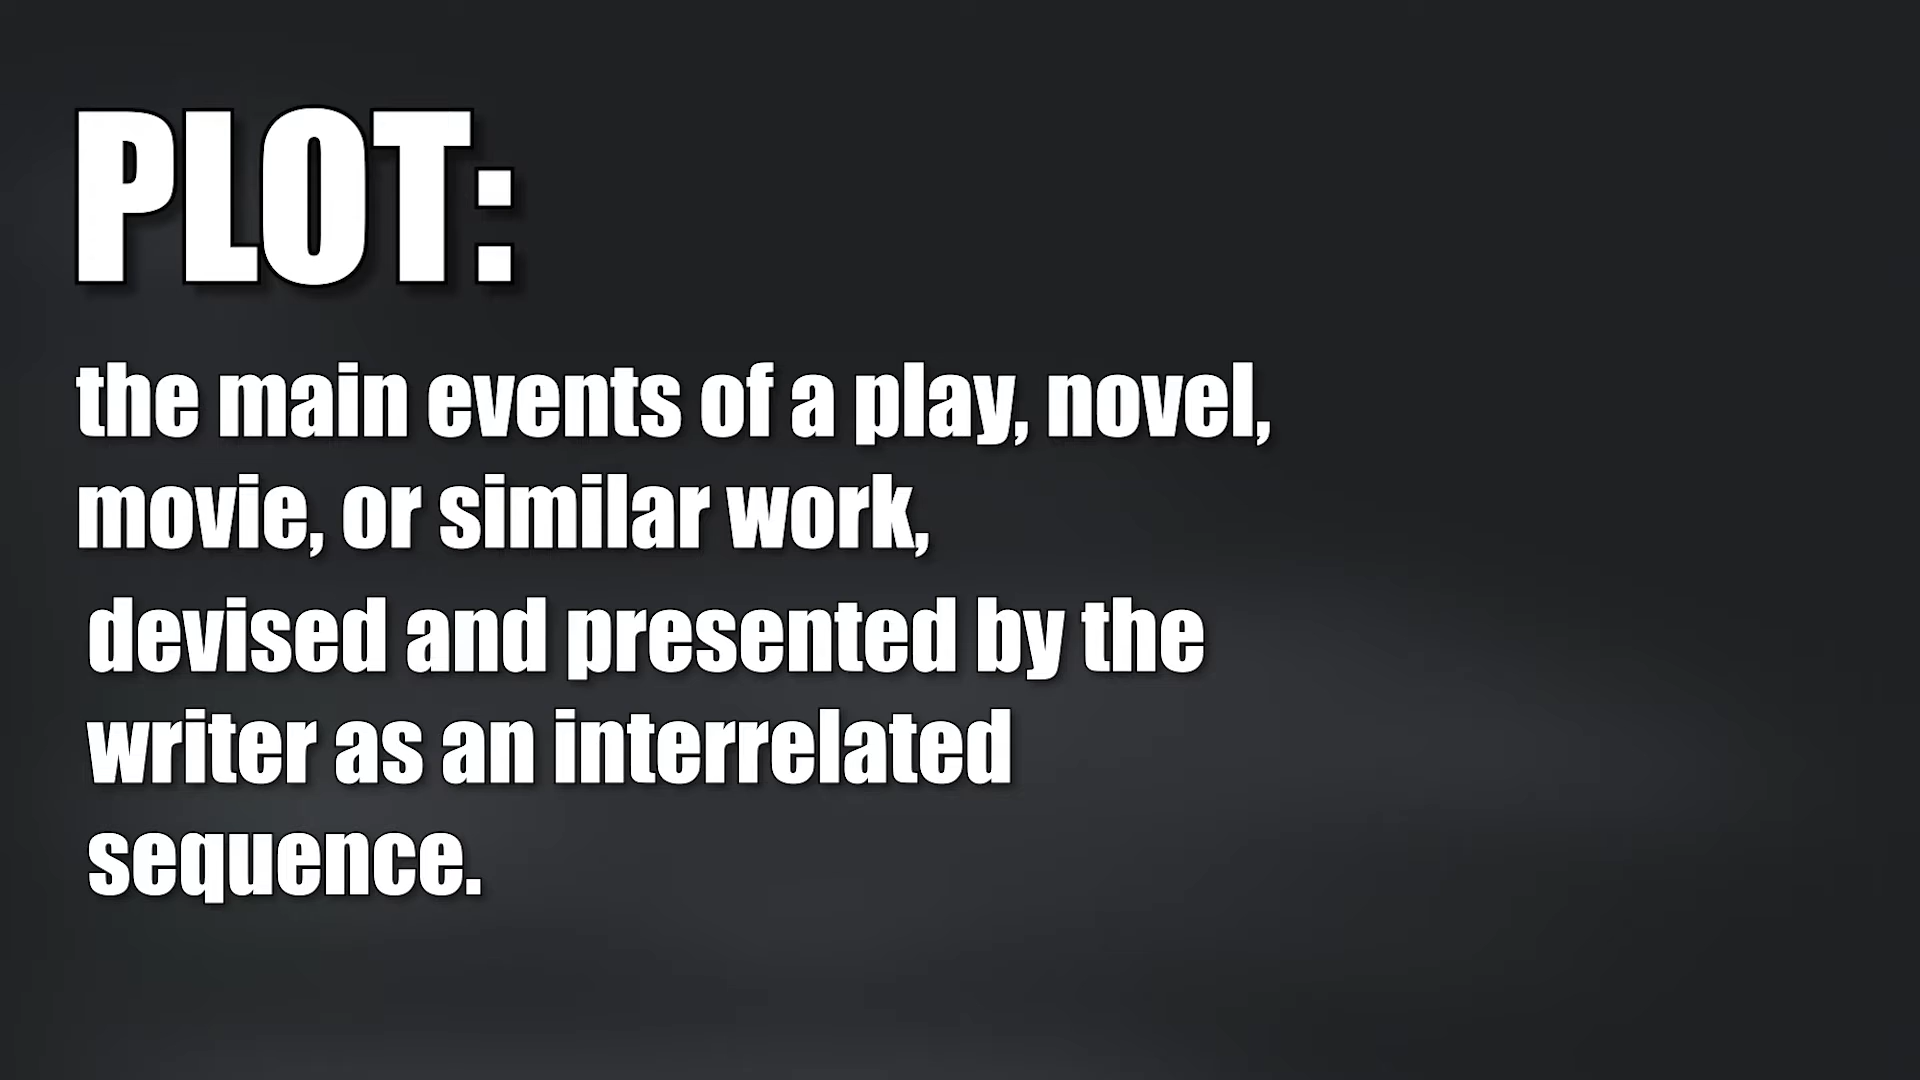 PLOT:
the main events of a play, novel,
movie, or similar work,
devised and presented by the
writer as an interrelated
sequence.